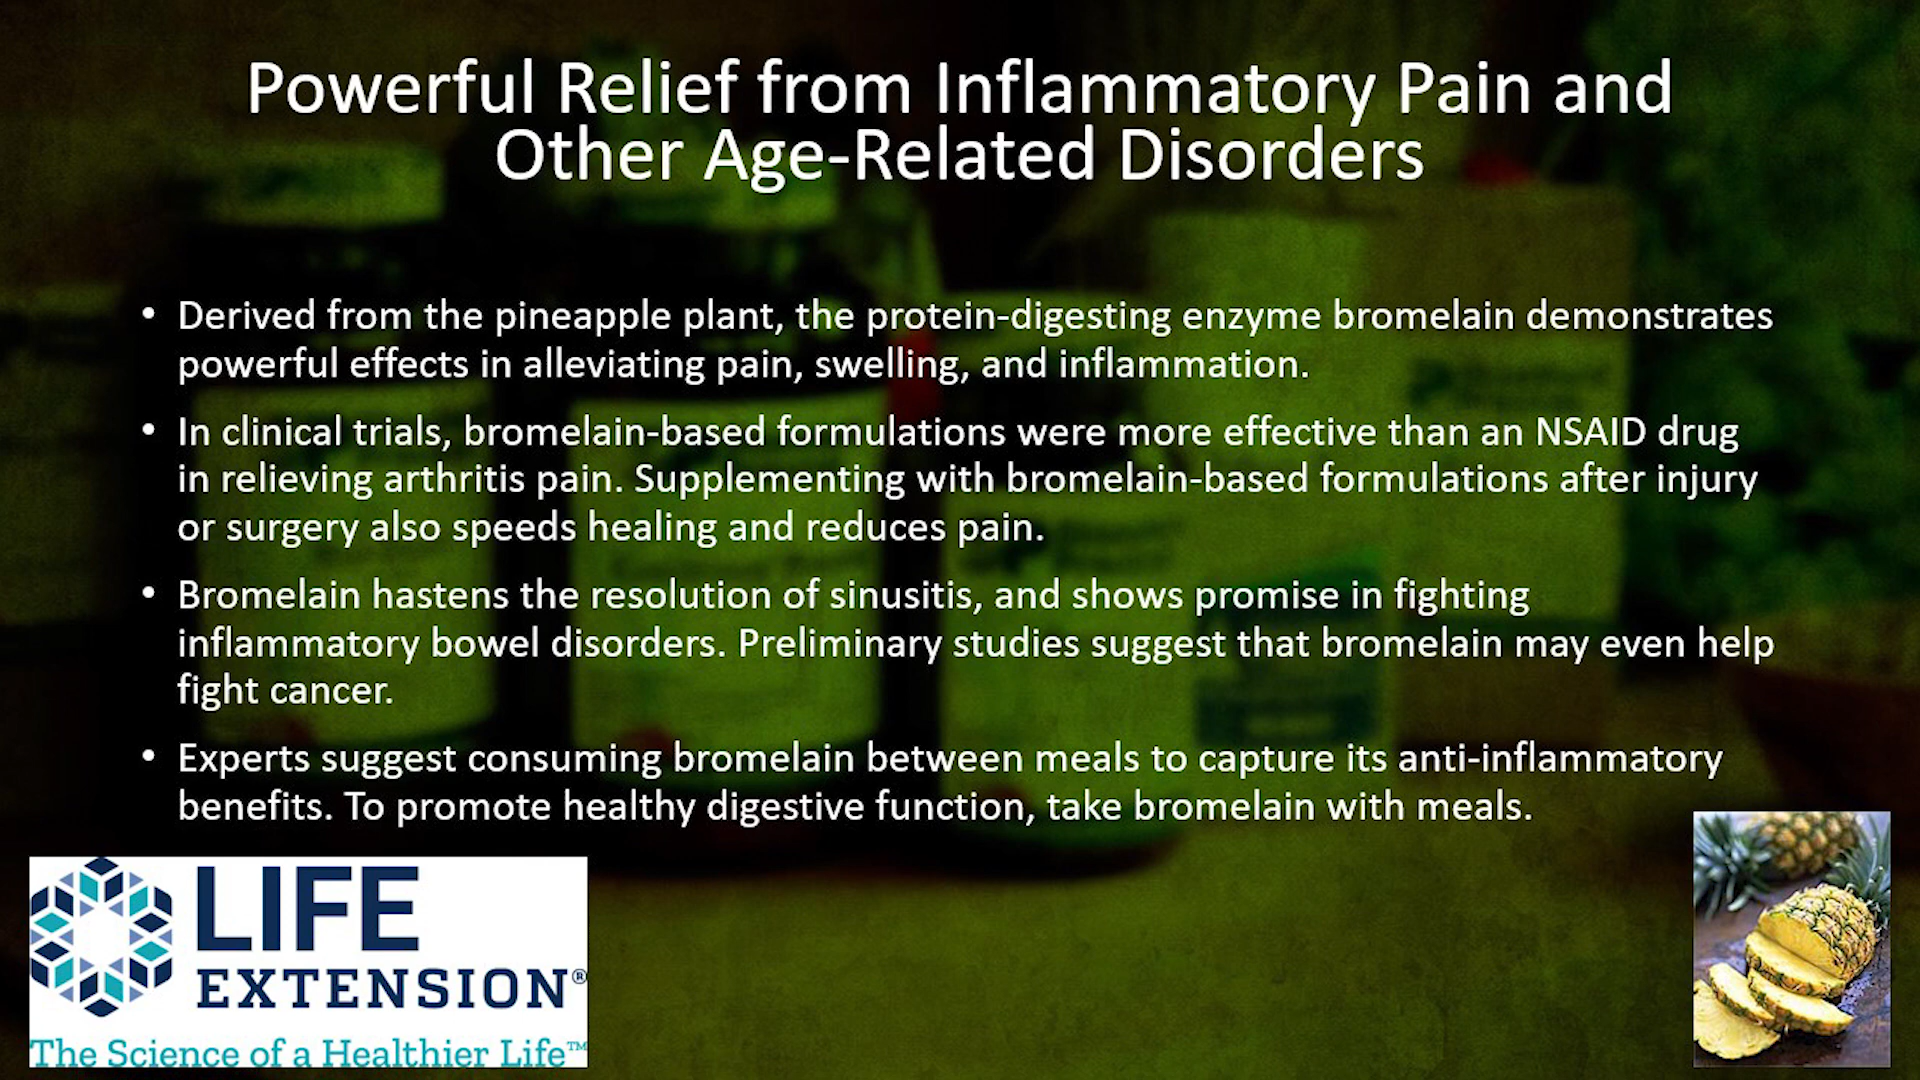 Powerful Relief from Inflammatory Pain and
Other Age-Related Disorders
• Derived from the pineapple plant, the protein-digesting enzyme bromelain demonstrates
powerful effects in alleviating pain, swelling, and inflammation.
• In clinical trials, bromelain-based formulations were more effective than an NSAID drug
in relieving arthritis pain. Supplementing with bromelain-based formulations after injury
or surgery also speeds healing and reduces pain.
• Bromelain hastens the resolution of sinusitis, and shows promise in fighting
inflammatory bowel disorders. Preliminary studies suggest that bromelain may even help
fight cancer.
• Experts suggest consuming bromelain between meals to capture its anti-inflammatory
benefits. To promote healthy digestive function, take bromelain with meals.
LIFE
EXTENSION®
The Science of a Healthier Life™